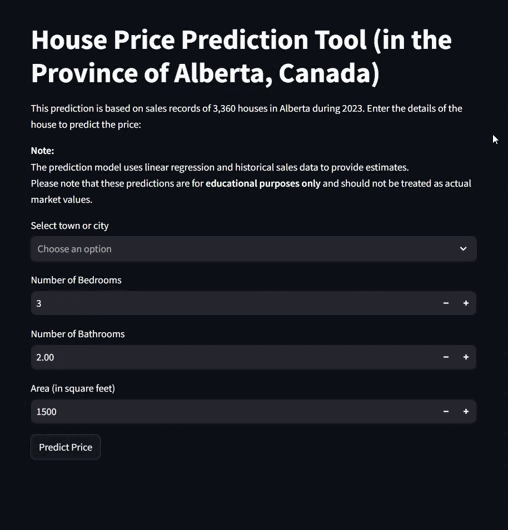 House Price Prediction Tool (in the
Province of Alberta, Canada)
This prediction is based on sales records of 3,360 houses in Alberta during 2023. Enter the details of the
house to predict the price:
Note:
The prediction model uses linear regression and historical sales data to provide estimates.
Please note that these predictions are for educational purposes only and should not be treated as actual
market values.
Select town or city
Choose an option
Number of Bedrooms
3
Number of Bathrooms
2.00
Area (in square feet)
1500
Predict Price